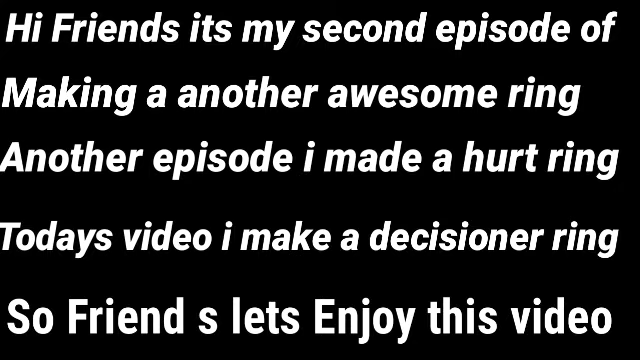 Hi Friends its my second episode of
Making a another awesome ring
Another episode i made a hurt ring
Todays video i make a decisioner ring
So Friend s lets Enjoy this video